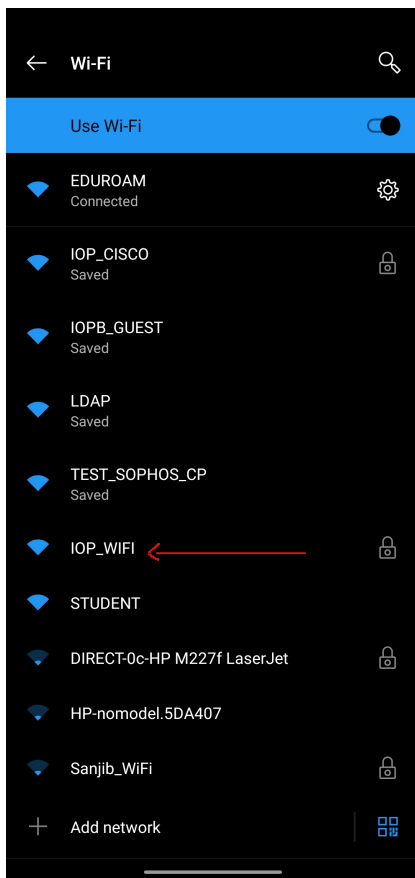 Wi-Fi
Use Wi-Fi
EDUROAM
Connected
IOP_CISCO
Saved
IOPB_GUEST
Saved
LDAP
Saved
TEST_SOPHOS_CP
Saved
IOP_WIFI
STUDENT
DIRECT-0c-HP M227f LaserJet
HP-nomodel.5DA407
Sanjib_WiFi
Add network